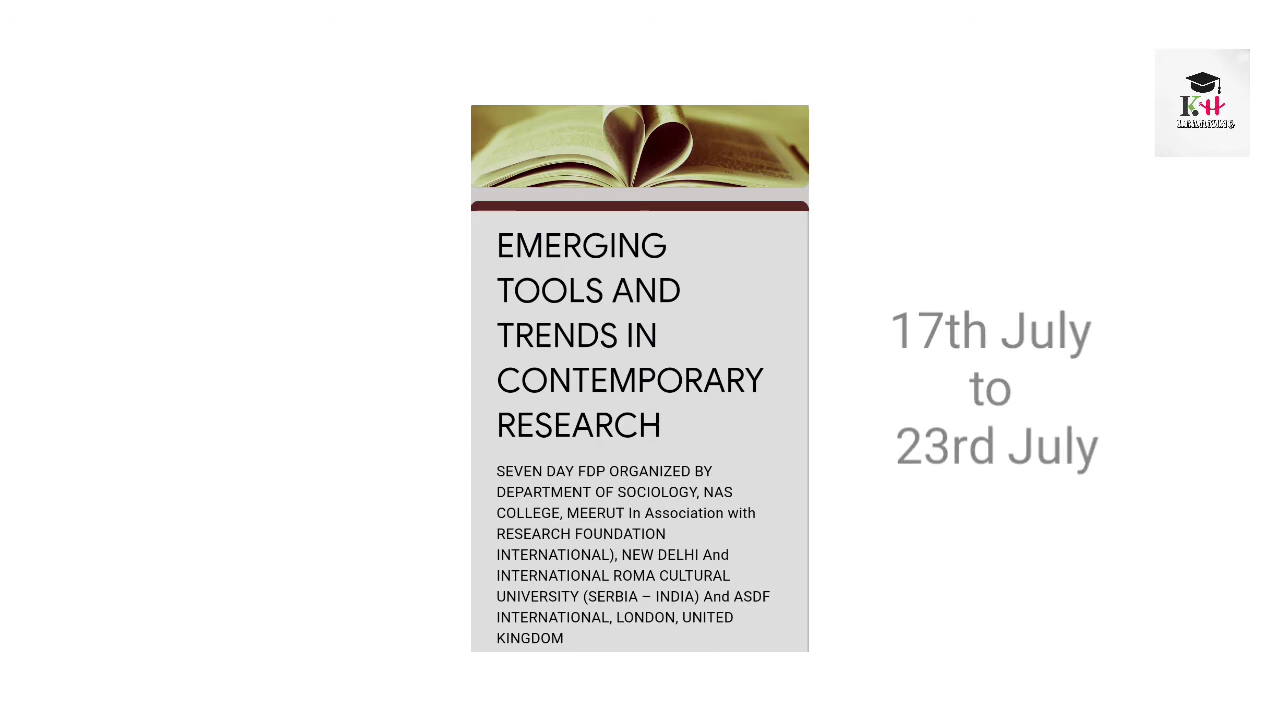 KH
EMERGING
TOOLS AND
TRENDS IN
CONTEMPORARY
RESEARCH
SEVEN DAY FDP ORGANIZED BY
DEPARTMENT OF SOCIOLOGY, NAS
COLLEGE, MEERUT In Association with
RESEARCH FOUNDATION
INTERNATIONAL), NEW DELHI And
INTERNATIONAL ROMA CULTURAL
UNIVERSITY (SERBIA – INDIA) And ASDF
INTERNATIONAL, LONDON, UNITED
KINGDOM
17th July
to
23rd July